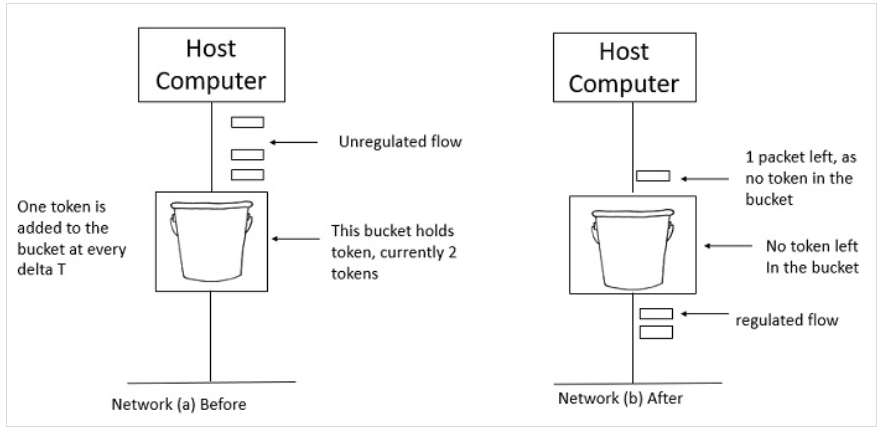 Host
Computer
Unregulated flow
One token is
added to the
bucket at every
delta T
This bucket holds
token, currently 2
tokens
Network (a) Before
Host
Computer
1 packet left, as
no token in the
bucket
No token left
In the bucket
regulated flow
Network (b) After